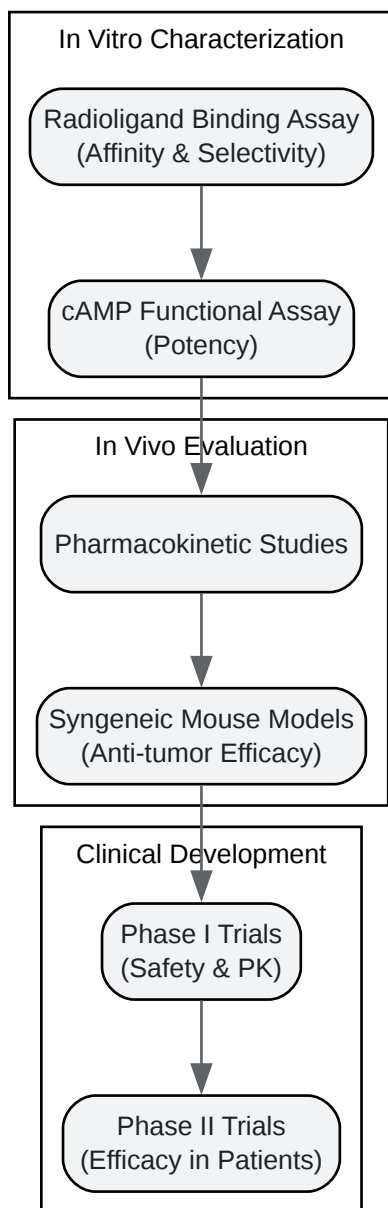 In Vitro Characterization
Radioligand Binding Assay
(Affinity & Selectivity)
cAMP Functional Assay
(Potency)
In Vivo Evaluation
Pharmacokinetic Studies
Syngeneic Mouse Models
(Anti-tumor Efficacy)
Clinical Development
Phase I Trials
(Safety & PK)
Phase II Trials
(Efficacy in Patients)